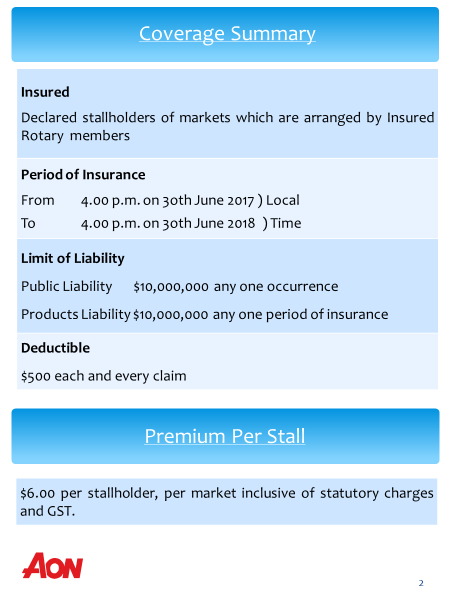 Coverage Summary
Insured
Declared stallholders of markets which are arranged by Insured
Rotary members
Period of Insurance
From 4.00 p.m. on 30th June 2017 ) Local
To 4.00 p.m. on 30th June 2018 ) Time
Limit of Liability
Public Liability $10,000,000 any one occurrence
Products Liability $10,000,000 any one period of insurance
Deductible
$500 each and every claim
Premium Per Stall
$6.00 per stallholder, per market inclusive of statutory charges
and GST.
AON
2